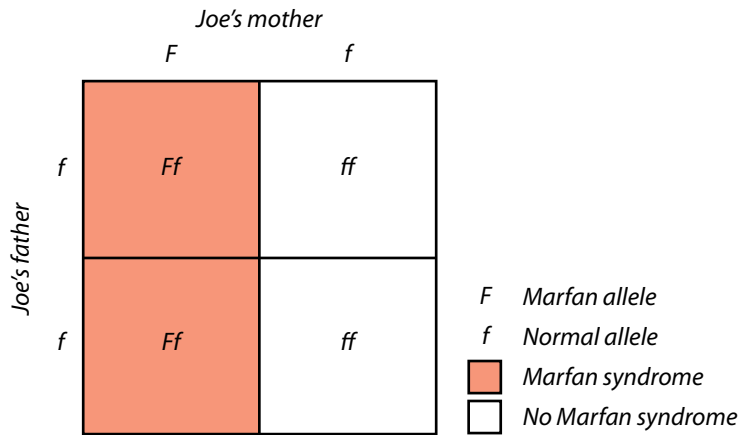 Joe's mother
F f
Joe's father
f Ff ff
f Ff ff
F Marfan allele
f Normal allele
Marfan syndrome
No Marfan syndrome